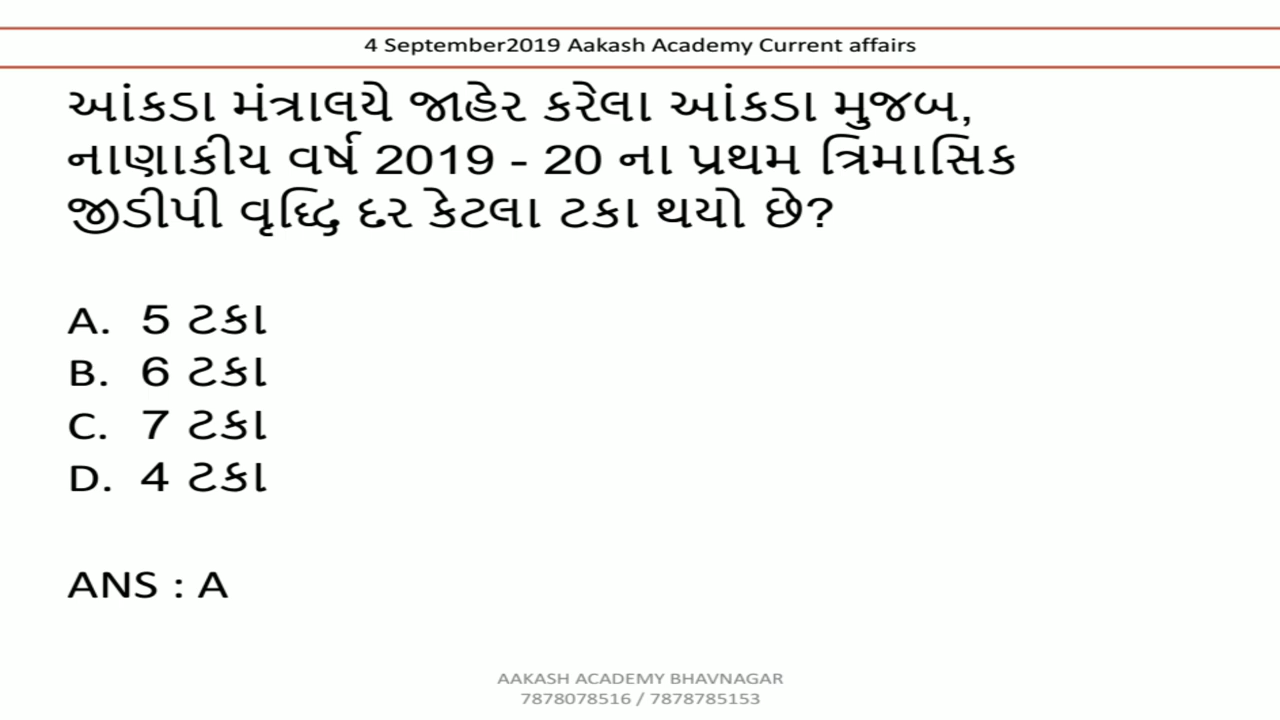 4 September2019 Aakash Academy Current affairs
આંકડા મંત્રાલયે જાહેર કરેલા આંકડા મુજબ,
નાણાકીય વર્ષ 2019 - 20 ના પ્રથમ ત્રિમાસિક
જીડીપી વૃદ્ધિ દર કેટલા ટકા થયો છે?
A. 5 ટકા
B. 6 ટકા
C. 7 ટકા
D. 4 ટકા
ANS : A
AAKASH ACADEMY BHAVNAGAR
7878078516 / 7878785153